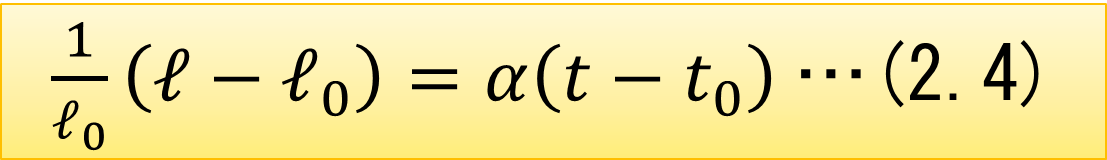 1/ℓ₀ (ℓ − ℓ₀) = α(t − t₀) ⋯(2.4)